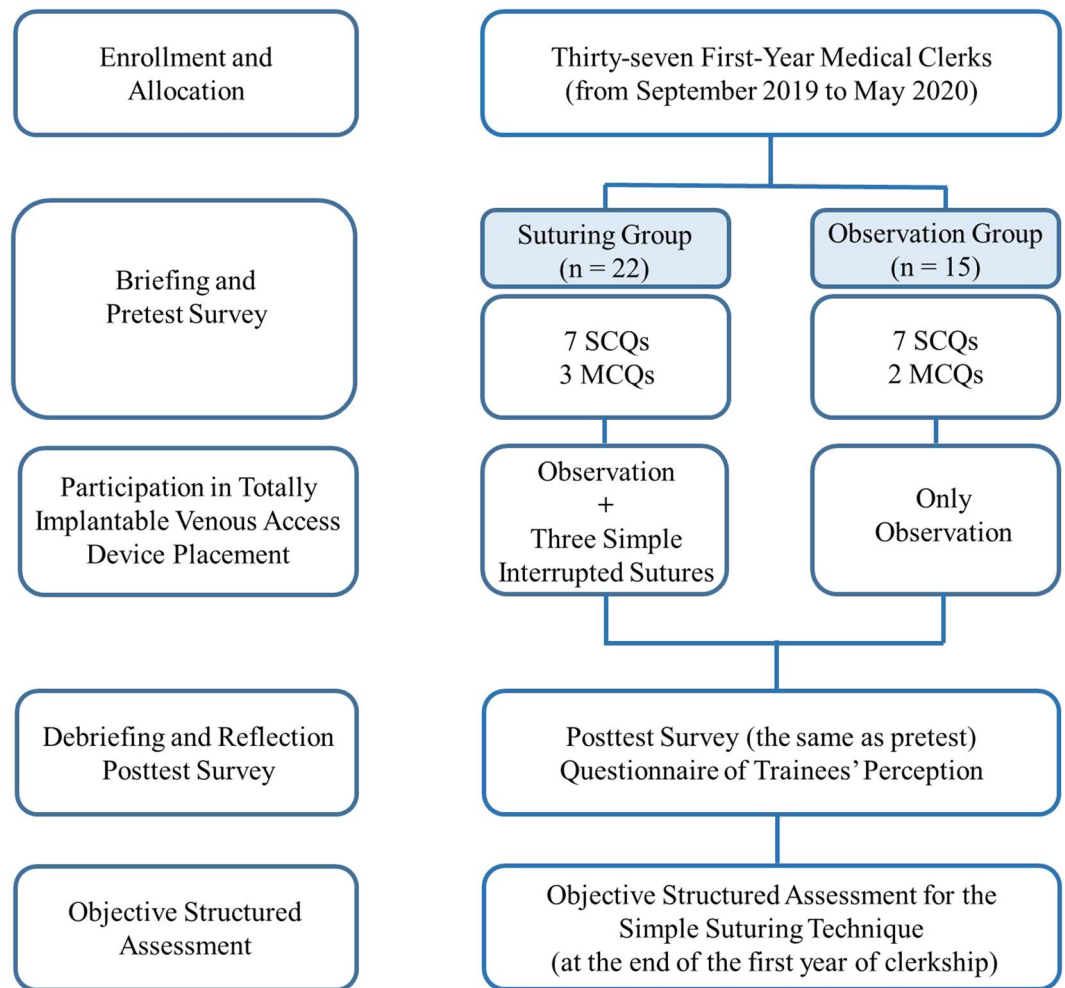 Enrollment and
Allocation
Thirty-seven First-Year Medical Clerks
(from September 2019 to May 2020)
Briefing and
Pretest Survey
Suturing Group
(n = 22)
Observation Group
(n = 15)
7 SCQs
3 MCQs
7 SCQs
2 MCQs
Participation in Totally
Implantable Venous Access
Device Placement
Observation
+
Three Simple
Interrupted Sutures
Only
Observation
Debriefing and Reflection
Posttest Survey
Posttest Survey (the same as pretest)
Questionnaire of Trainees’ Perception
Objective Structured
Assessment
Objective Structured Assessment for the
Simple Suturing Technique
(at the end of the first year of clerkship)